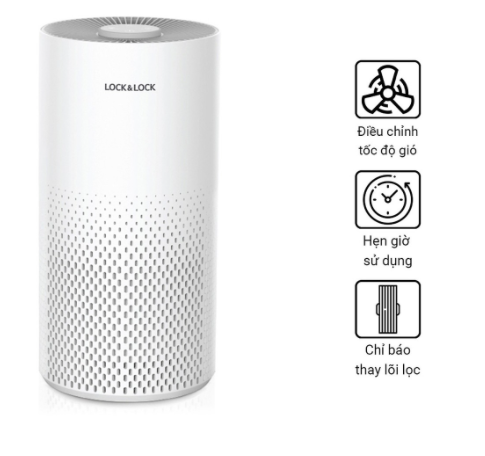 LOCK&LOCK
Điều chỉnh
tốc độ gió
Hẹn giờ
sử dụng
Chỉ báo
thay lõi lọc